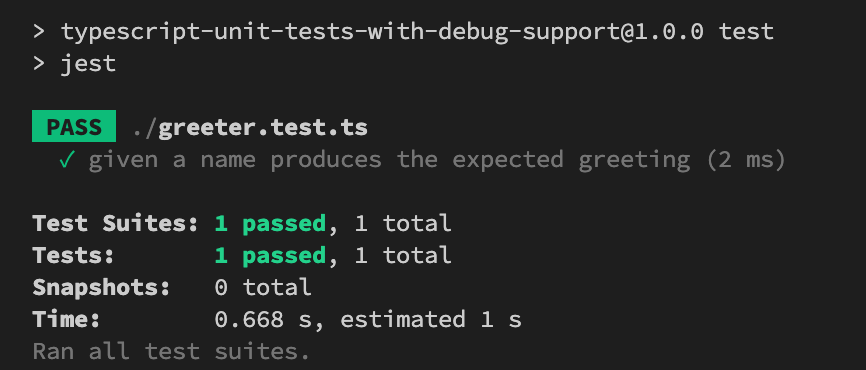 > typescript-unit-tests-with-debug-support@1.0.0 test
> jest
PASS ./greeter.test.ts
✓ given a name produces the expected greeting (2 ms)
Test Suites: 1 passed, 1 total
Tests: 1 passed, 1 total
Snapshots: 0 total
Time: 0.668 s, estimated 1 s
Ran all test suites.